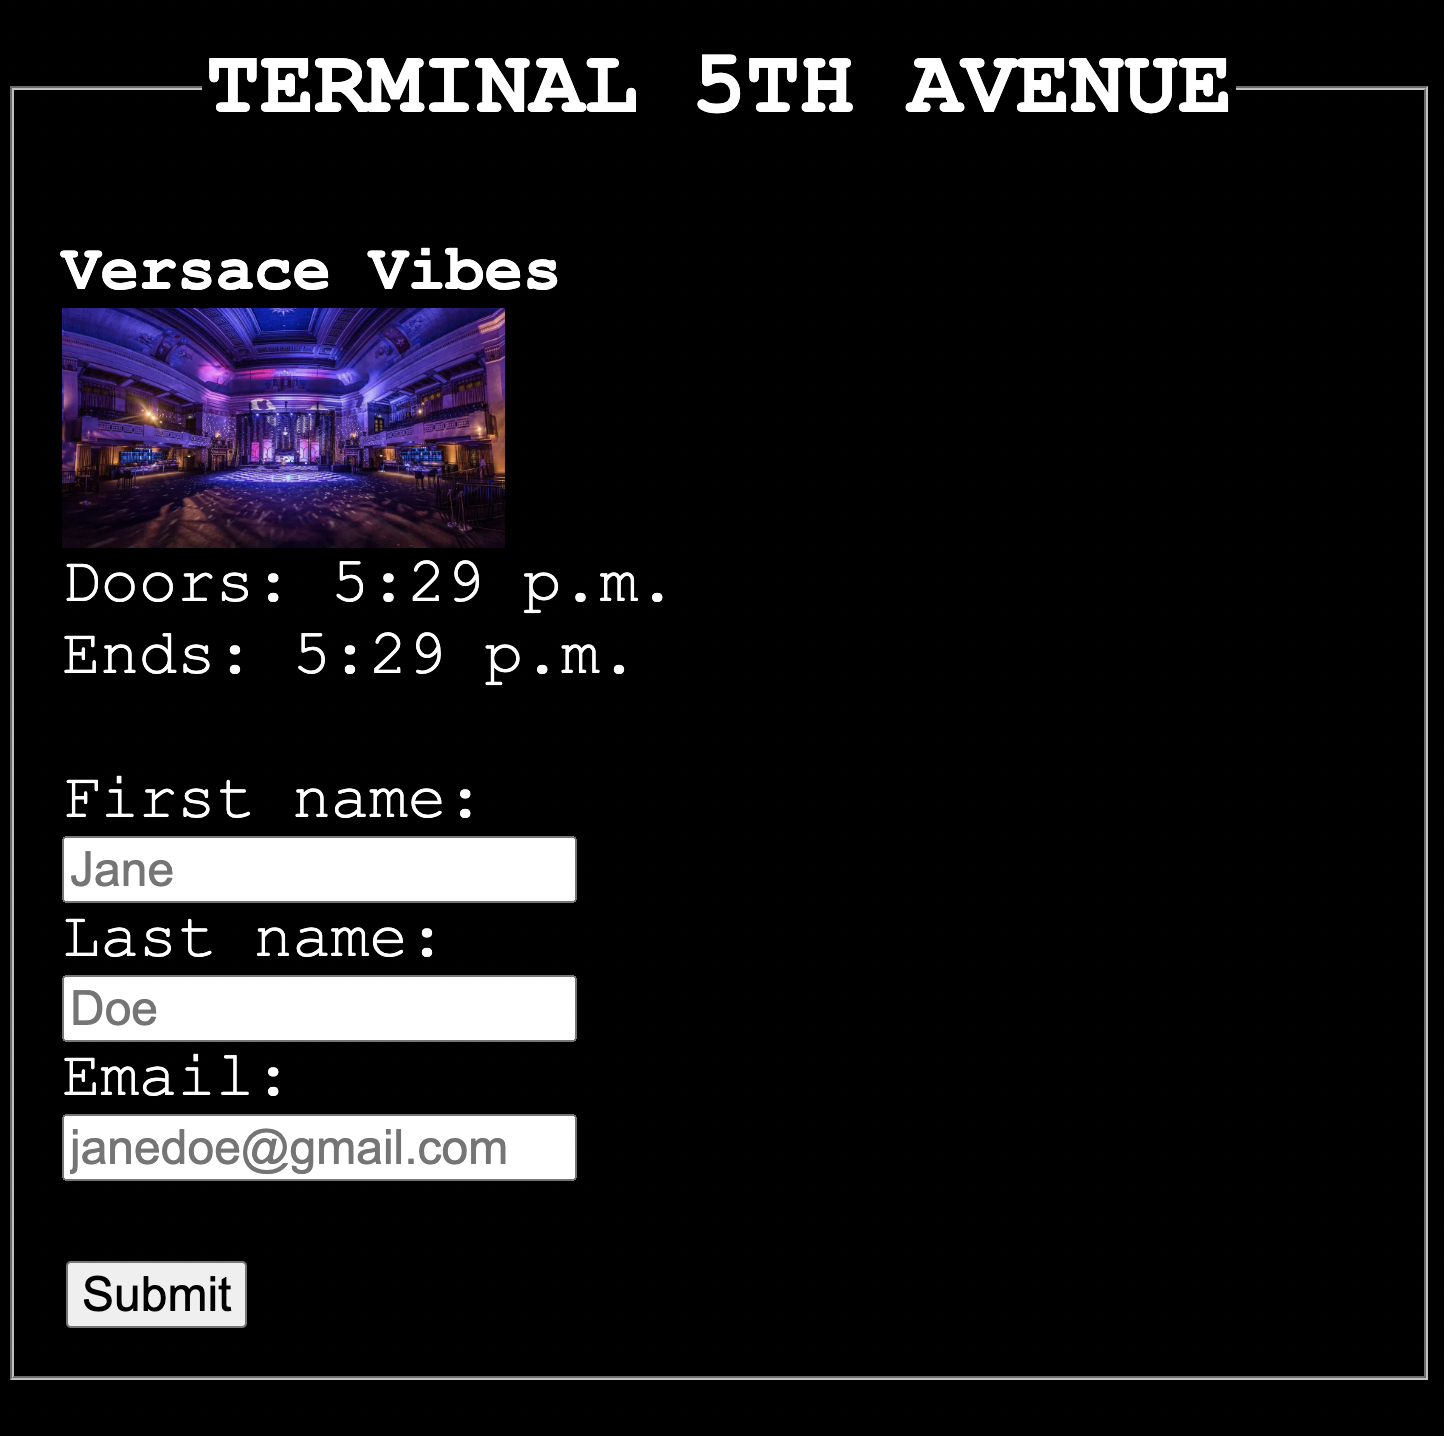 TERMINAL 5TH AVENUE
Versace Vibes
Doors: 5:29 p.m.
Ends: 5:29 p.m.
First name:
Jane
Last name:
Doe
Email:
janedoe@gmail.com
Submit